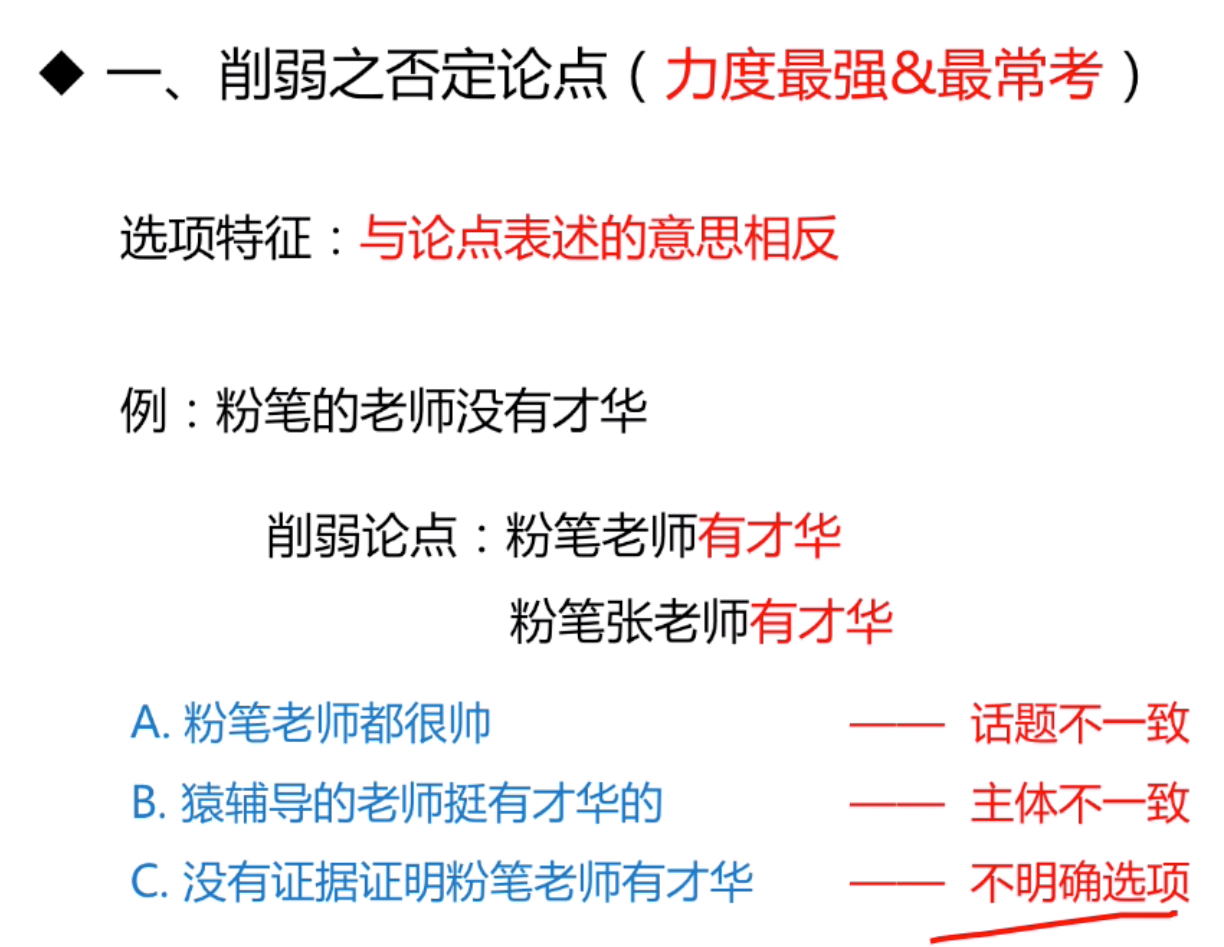 ◆ 一、削弱之否定论点（力度最强&最常考）
选项特征：与论点表述的意思相反
例：粉笔的老师没有才华
削弱论点：粉笔老师有才华
粉笔张老师有才华
A. 粉笔老师都很帅 —— 话题不一致
B. 猿辅导的老师挺有才华的 —— 主体不一致
C. 没有证据证明粉笔老师有才华 —— 不明确选项